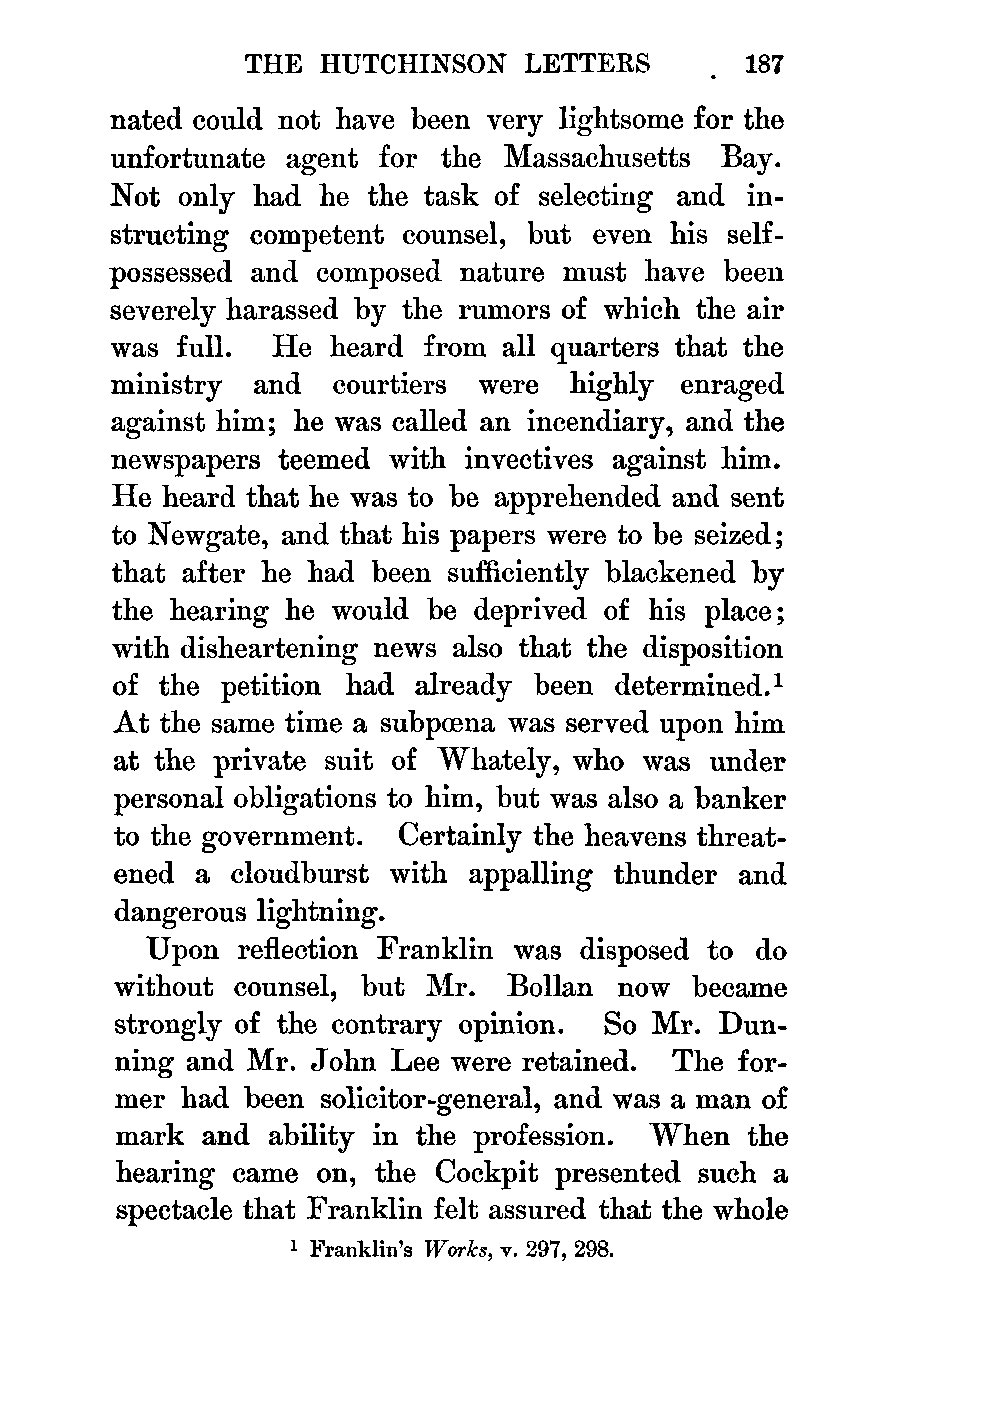 THE HUTCHINSON LETTERS . 187
nated could not have been very lightsome for the
unfortunate agent for the Massachusetts Bay.
Not only had he the task of selecting and in-
structing competent counsel, but even his self-
possessed and composed nature must have been
severely harassed by the rumors of which the air
was full. He heard from all quarters that the
ministry and courtiers were highly enraged
against him; he was called an incendiary, and the
newspapers teemed with invectives against him.
He heard that he was to be apprehended and sent
to Newgate, and that his papers were to be seized;
that after he had been sufficiently blackened by
the hearing he would be deprived of his place;
with disheartening news also that the disposition
of the petition had already been determined.¹
At the same time a subpœna was served upon him
at the private suit of Whately, who was under
personal obligations to him, but was also a banker
to the government. Certainly the heavens threat-
ened a cloudburst with appalling thunder and
dangerous lightning.
Upon reflection Franklin was disposed to do
without counsel, but Mr. Bollan now became
strongly of the contrary opinion. So Mr. Dun-
ning and Mr. John Lee were retained. The for-
mer had been solicitor-general, and was a man of
mark and ability in the profession. When the
hearing came on, the Cockpit presented such a
spectacle that Franklin felt assured that the whole
¹ Franklin's Works, v. 297, 298.